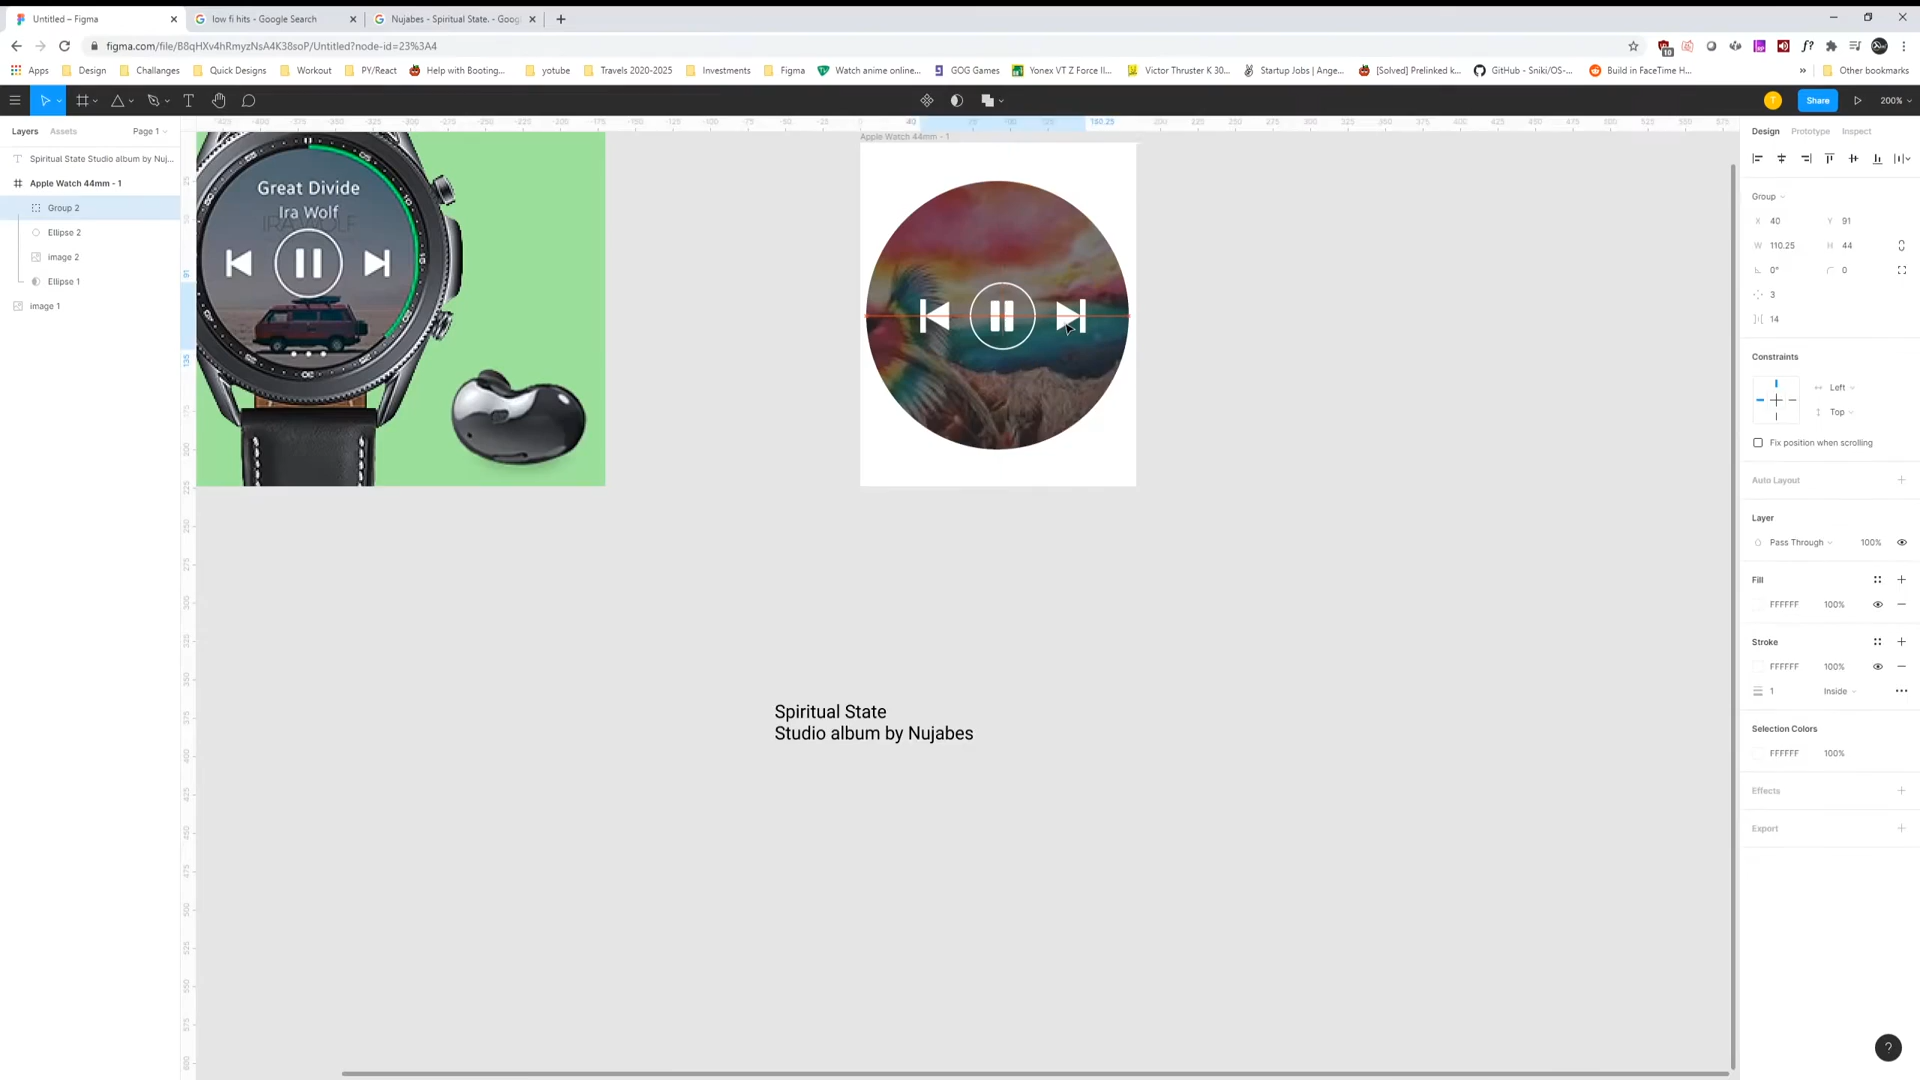 Untitled – Figma
low fi hits - Google Search
Nujabes - Spiritual State. - Goog
figma.com/file/B8qHXv4hRmyzNsA4K38soP/Untitled?node-id=23%3A4
10
Apps
Design
Challanges
Quick Designs
Workout
PY/React
Help with Booting...
yotube
Travels 2020-2025
Investments
Figma
Watch anime online...
GOG Games
Yonex VT Z Force II...
Victor Thruster K 30...
Startup Jobs | Ange...
[Solved] Prelinked k...
GitHub - Sniki/OS-...
Build in FaceTime H...
»
Other bookmarks
T
Share
200%
Layers
Assets
Page 1
Spiritual State Studio album by Nuj...
Apple Watch 44mm - 1
Group 2
Ellipse 2
image 2
Ellipse 1
image 1
Great Divide
Ira Wolf
IRA WOLF
Apple Watch 44mm - 1
Spiritual State
Studio album by Nujabes
Design
Prototype
Inspect
Group
X 40
Y 91
W 110.25
H 44
0°
0
3
14
Constraints
Left
Top
Fix position when scrolling
Auto Layout
Layer
Pass Through
100%
Fill
FFFFFF 100%
Stroke
FFFFFF 100%
1
Inside
Selection Colors
FFFFFF 100%
Effects
Export
?